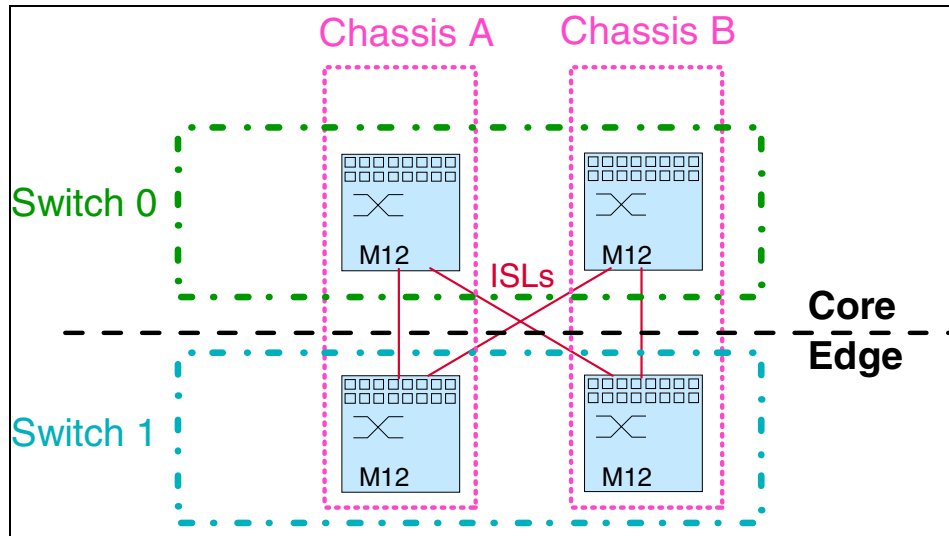 Chassis A
Chassis B
Switch 0
M12
M12
ISLs
Core
Edge
Switch 1
M12
M12